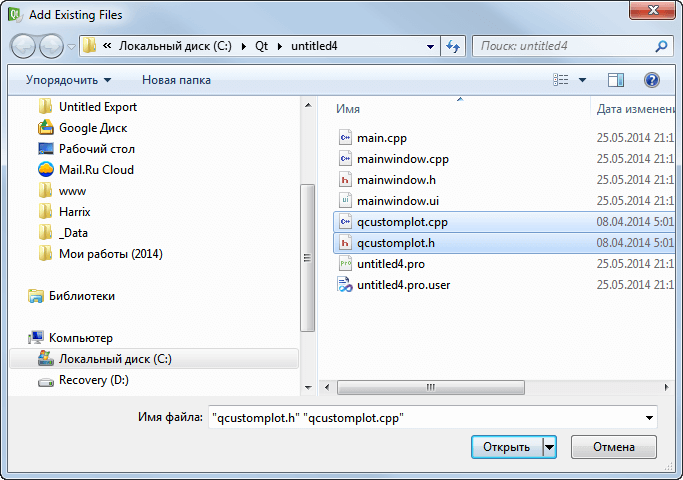 Add Existing Files
« Локальный диск (C:) Qt untitled4
Поиск: untitled4
Упорядочить Новая папка
Untitled Export
Google Диск
Рабочий стол
Mail.Ru Cloud
www
Harrix
_Data
Мои работы (2014)
Библиотеки
Компьютер
Локальный диск (C:)
Recovery (D:)
Имя Дата изменени
main.cpp 25.05.2014 21:1
mainwindow.cpp 25.05.2014 21:1
mainwindow.h 25.05.2014 21:1
mainwindow.ui 25.05.2014 21:1
qcustomplot.cpp 08.04.2014 5:01
qcustomplot.h 08.04.2014 5:01
untitled4.pro 25.05.2014 21:1
untitled4.pro.user 25.05.2014 21:1
Имя файла: "qcustomplot.h" "qcustomplot.cpp"
Открыть Отмена